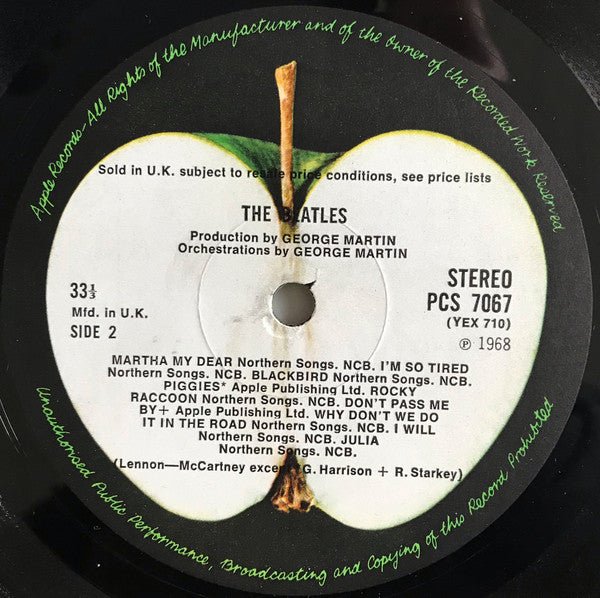 Apple Records-All Rights of the Manufacturer and of the Owner of the Recorded Work Reserved
Sold in U.K. subject to resale price conditions, see price lists
THE BEATLES
Production by GEORGE MARTIN
Orchestrations by GEORGE MARTIN
33⅓
Mfd. in U.K.
SIDE 2
STEREO
PCS 7067
(YEX 710)
℗ 1968
MARTHA MY DEAR Northern Songs. NCB. I'M SO TIRED
Northern Songs. NCB. BLACKBIRD Northern Songs. NCB.
PIGGIES* Apple Publishing Ltd. ROCKY
RACCOON Northern Songs. NCB. DON'T PASS ME
BY+ Apple Publishing Ltd. WHY DON'T WE DO
IT IN THE ROAD Northern Songs. NCB. I WILL
Northern Songs. NCB. JULIA
Northern Songs. NCB.
(Lennon—McCartney except *G. Harrison + R. Starkey)
Unauthorised Public Performance, Broadcasting and Copying of this Record Prohibited